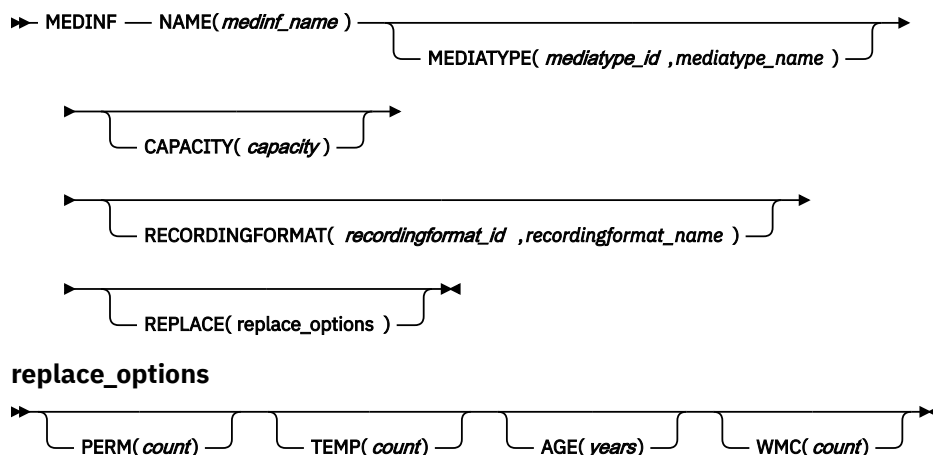 MEDINF NAME( medinf_name )
MEDIATYPE( mediatype_id ,mediatype_name )
CAPACITY( capacity )
RECORDINGFORMAT( recordingformat_id ,recordingformat_name )
REPLACE( replace_options )
replace_options
PERM( count ) TEMP( count ) AGE( years ) WMC( count )